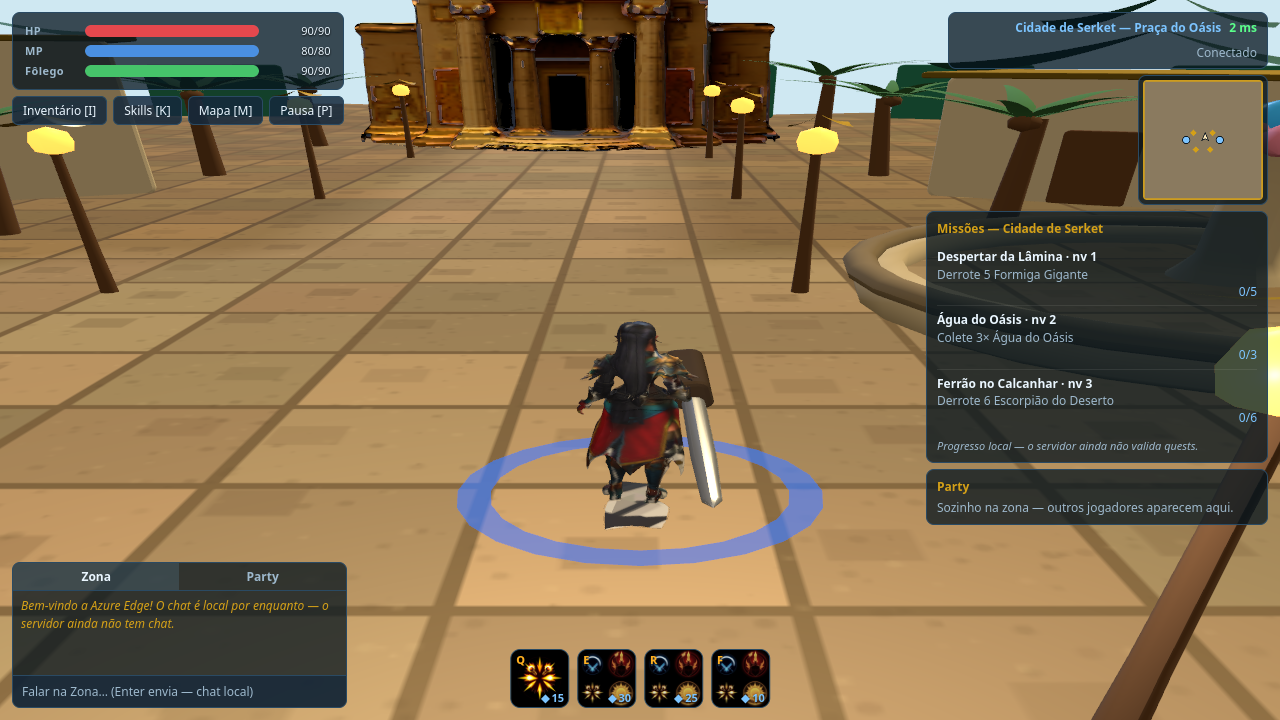 HP 90/90
MP 80/80
Fôlego 90/90
Inventário [I] Skills [K] Mapa [M] Pausa [P]
Cidade de Serket — Praça do Oásis 2 ms
Conectado
Missões — Cidade de Serket
Despertar da Lâmina · nv 1
Derrote 5 Formiga Gigante
0/5
Água do Oásis · nv 2
Colete 3× Água do Oásis
0/3
Ferrão no Calcanhar · nv 3
Derrote 6 Escorpião do Deserto
0/6
Progresso local — o servidor ainda não valida quests.
Party
Sozinho na zona — outros jogadores aparecem aqui.
Zona Party
Bem-vindo a Azure Edge! O chat é local por enquanto — o
servidor ainda não tem chat.
Falar na Zona... (Enter envia — chat local)
Q E R F
15 30 25 10